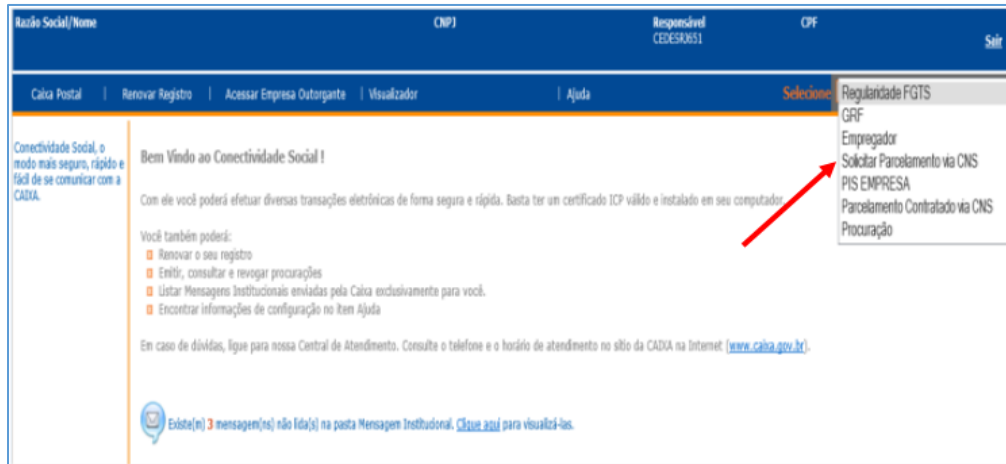 Razão Social/Nome CNPJ Responsável CPF
CEDESR3651
Sair
Caixa Postal | Renovar Registro | Acessar Empresa Outorgante | Visualizador | Ajuda Selecione
Regularidade FGTS
GRF
Empregador
Solicitar Parcelamento via CNS
PIS EMPRESA
Parcelamento Contratado via CNS
Procuração
Conectividade Social, o
modo mais seguro, rápido e
fácil de se comunicar com a
CAIXA.
Bem Vindo ao Conectividade Social !
Com ele você poderá efetuar diversas transações eletrônicas de forma segura e rápida. Basta ter um certificado ICP válido e instalado em seu computador.
Você também poderá:
Renovar o seu registro
Emitir, consultar e revogar procurações
Listar Mensagens Institucionais enviadas pela Caixa exclusivamente para você.
Encontrar informações de configuração no item Ajuda
Em caso de dúvidas, ligue para nossa Central de Atendimento. Consulte o telefone e o horário de atendimento no sítio da CAIXA na Internet (www.caixa.gov.br).
Existe(m) 3 mensagem(ns) não lida(s) na pasta Mensagem Institucional. Clique aqui para visualizá-las.